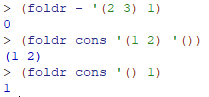 > (foldr - '(2 3) 1)
0
> (foldr cons '(1 2) '())
(1 2)
> (foldr cons '() 1)
1